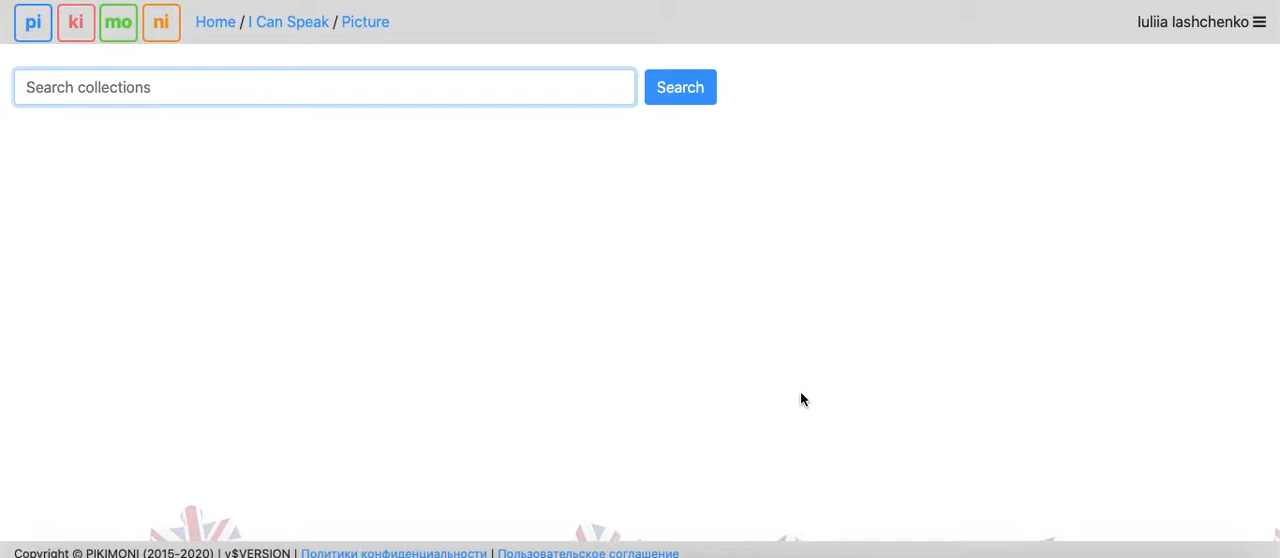 pi ki mo ni Home / I Can Speak / Picture Iuliia Iashchenko
Search collections Search
Copyright © PIKIMONI (2015-2020) | v$VERSION | Политики конфиденциальности | Пользовательское соглашение